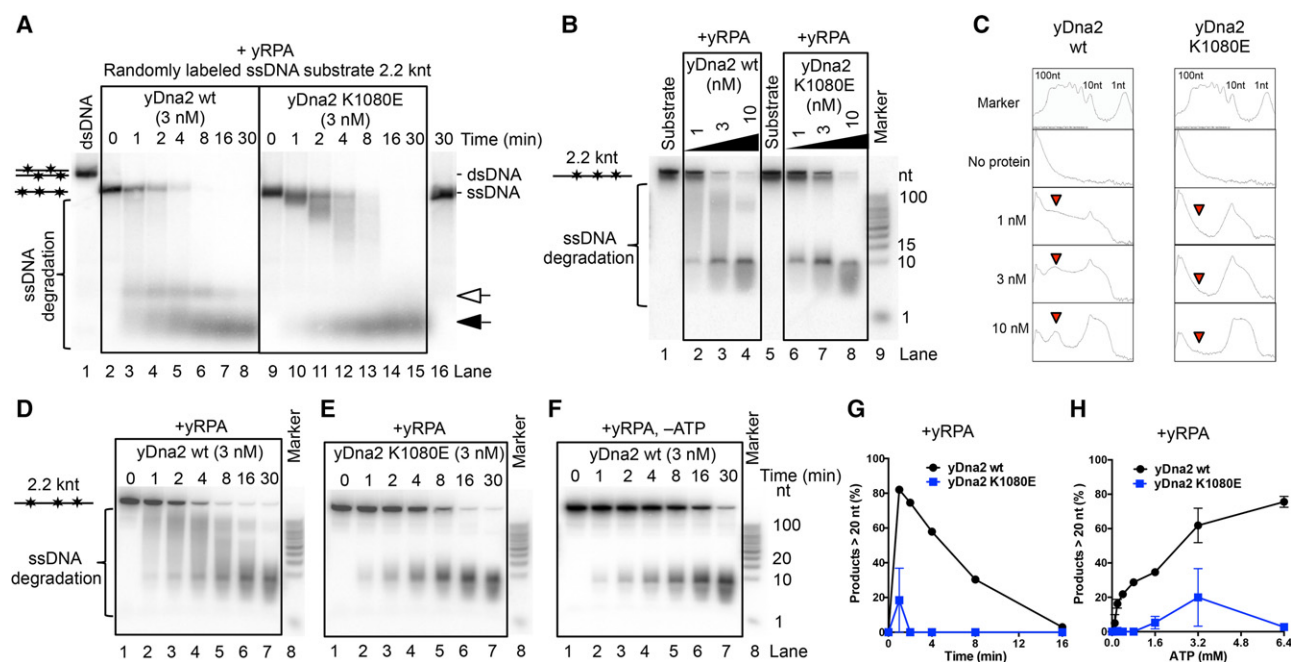 A
+ yRPA
Randomly labeled ssDNA substrate 2.2 knt
dsDNA
yDna2 wt
(3 nM)
yDna2 K1080E
(3 nM)
0 1 2 4 8 16 30 0 1 2 4 8 16 30 30 Time (min)
dsDNA
ssDNA
ssDNA
degradation
1 2 3 4 5 6 7 8 9 10 11 12 13 14 15 16 Lane
B
+yRPA
+yRPA
Substrate
yDna2 wt
(nM)
1 3 10
Substrate
yDna2
K1080E
(nM)
1 3 10
Marker
2.2 knt
ssDNA
degradation
nt
100
15
10
1
1 2 3 4 5 6 7 8 9 Lane
C
yDna2
wt
yDna2
K1080E
Marker
100nt 10nt 1nt
100nt 10nt 1nt
No protein
1 nM
3 nM
10 nM
D
+yRPA
yDna2 wt (3 nM)
0 1 2 4 8 16 30
Marker
2.2 knt
ssDNA
degradation
1 2 3 4 5 6 7 8
E
+yRPA
yDna2 K1080E (3 nM)
0 1 2 4 8 16 30
Marker
1 2 3 4 5 6 7 8
F
+yRPA, –ATP
yDna2 wt (3 nM)
0 1 2 4 8 16 30
Marker
Time (min)
nt
100
20
10
1
1 2 3 4 5 6 7 8
Lane
G
+yRPA
yDna2 wt
yDna2 K1080E
Products > 20 nt (%)
100
80
60
40
20
0
0 4 8 12 16
Time (min)
H
+yRPA
yDna2 wt
yDna2 K1080E
Products > 20 nt (%)
100
80
60
40
20
0
0.0 1.6 3.2 4.8 6.4
ATP (mM)